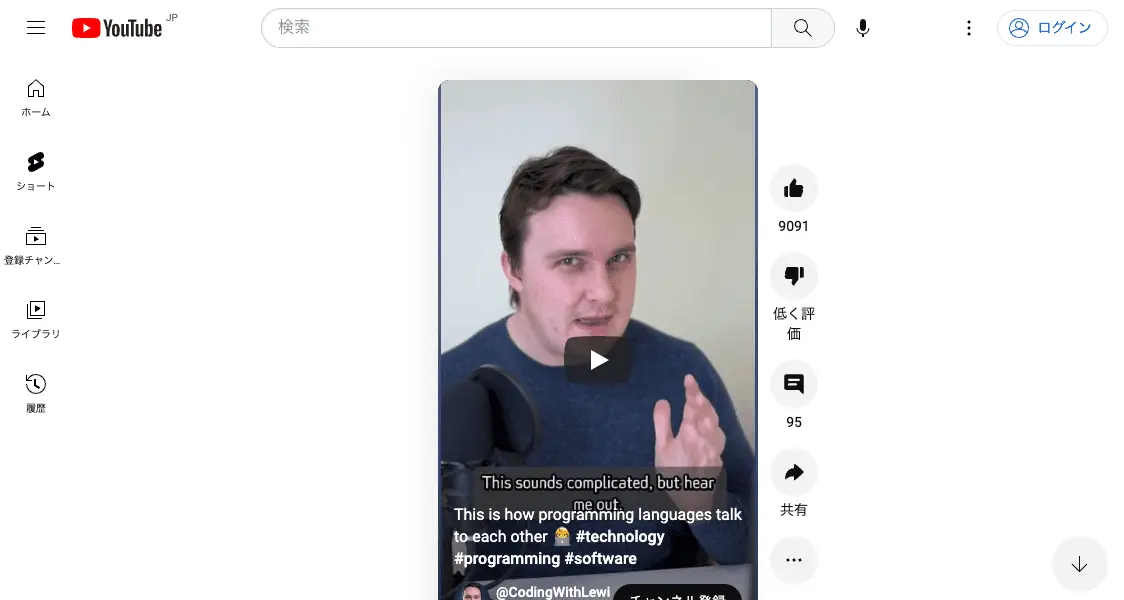 YouTube JP
検索
ログイン
ホーム
ショート
登録チャン...
ライブラリ
履歴
This sounds complicated, but hear
me out.
This is how programming languages talk
to each other 👨‍💻 #technology
#programming #software
@CodingWithLewi
チャンネル登録
9091
低く評
価
95
共有